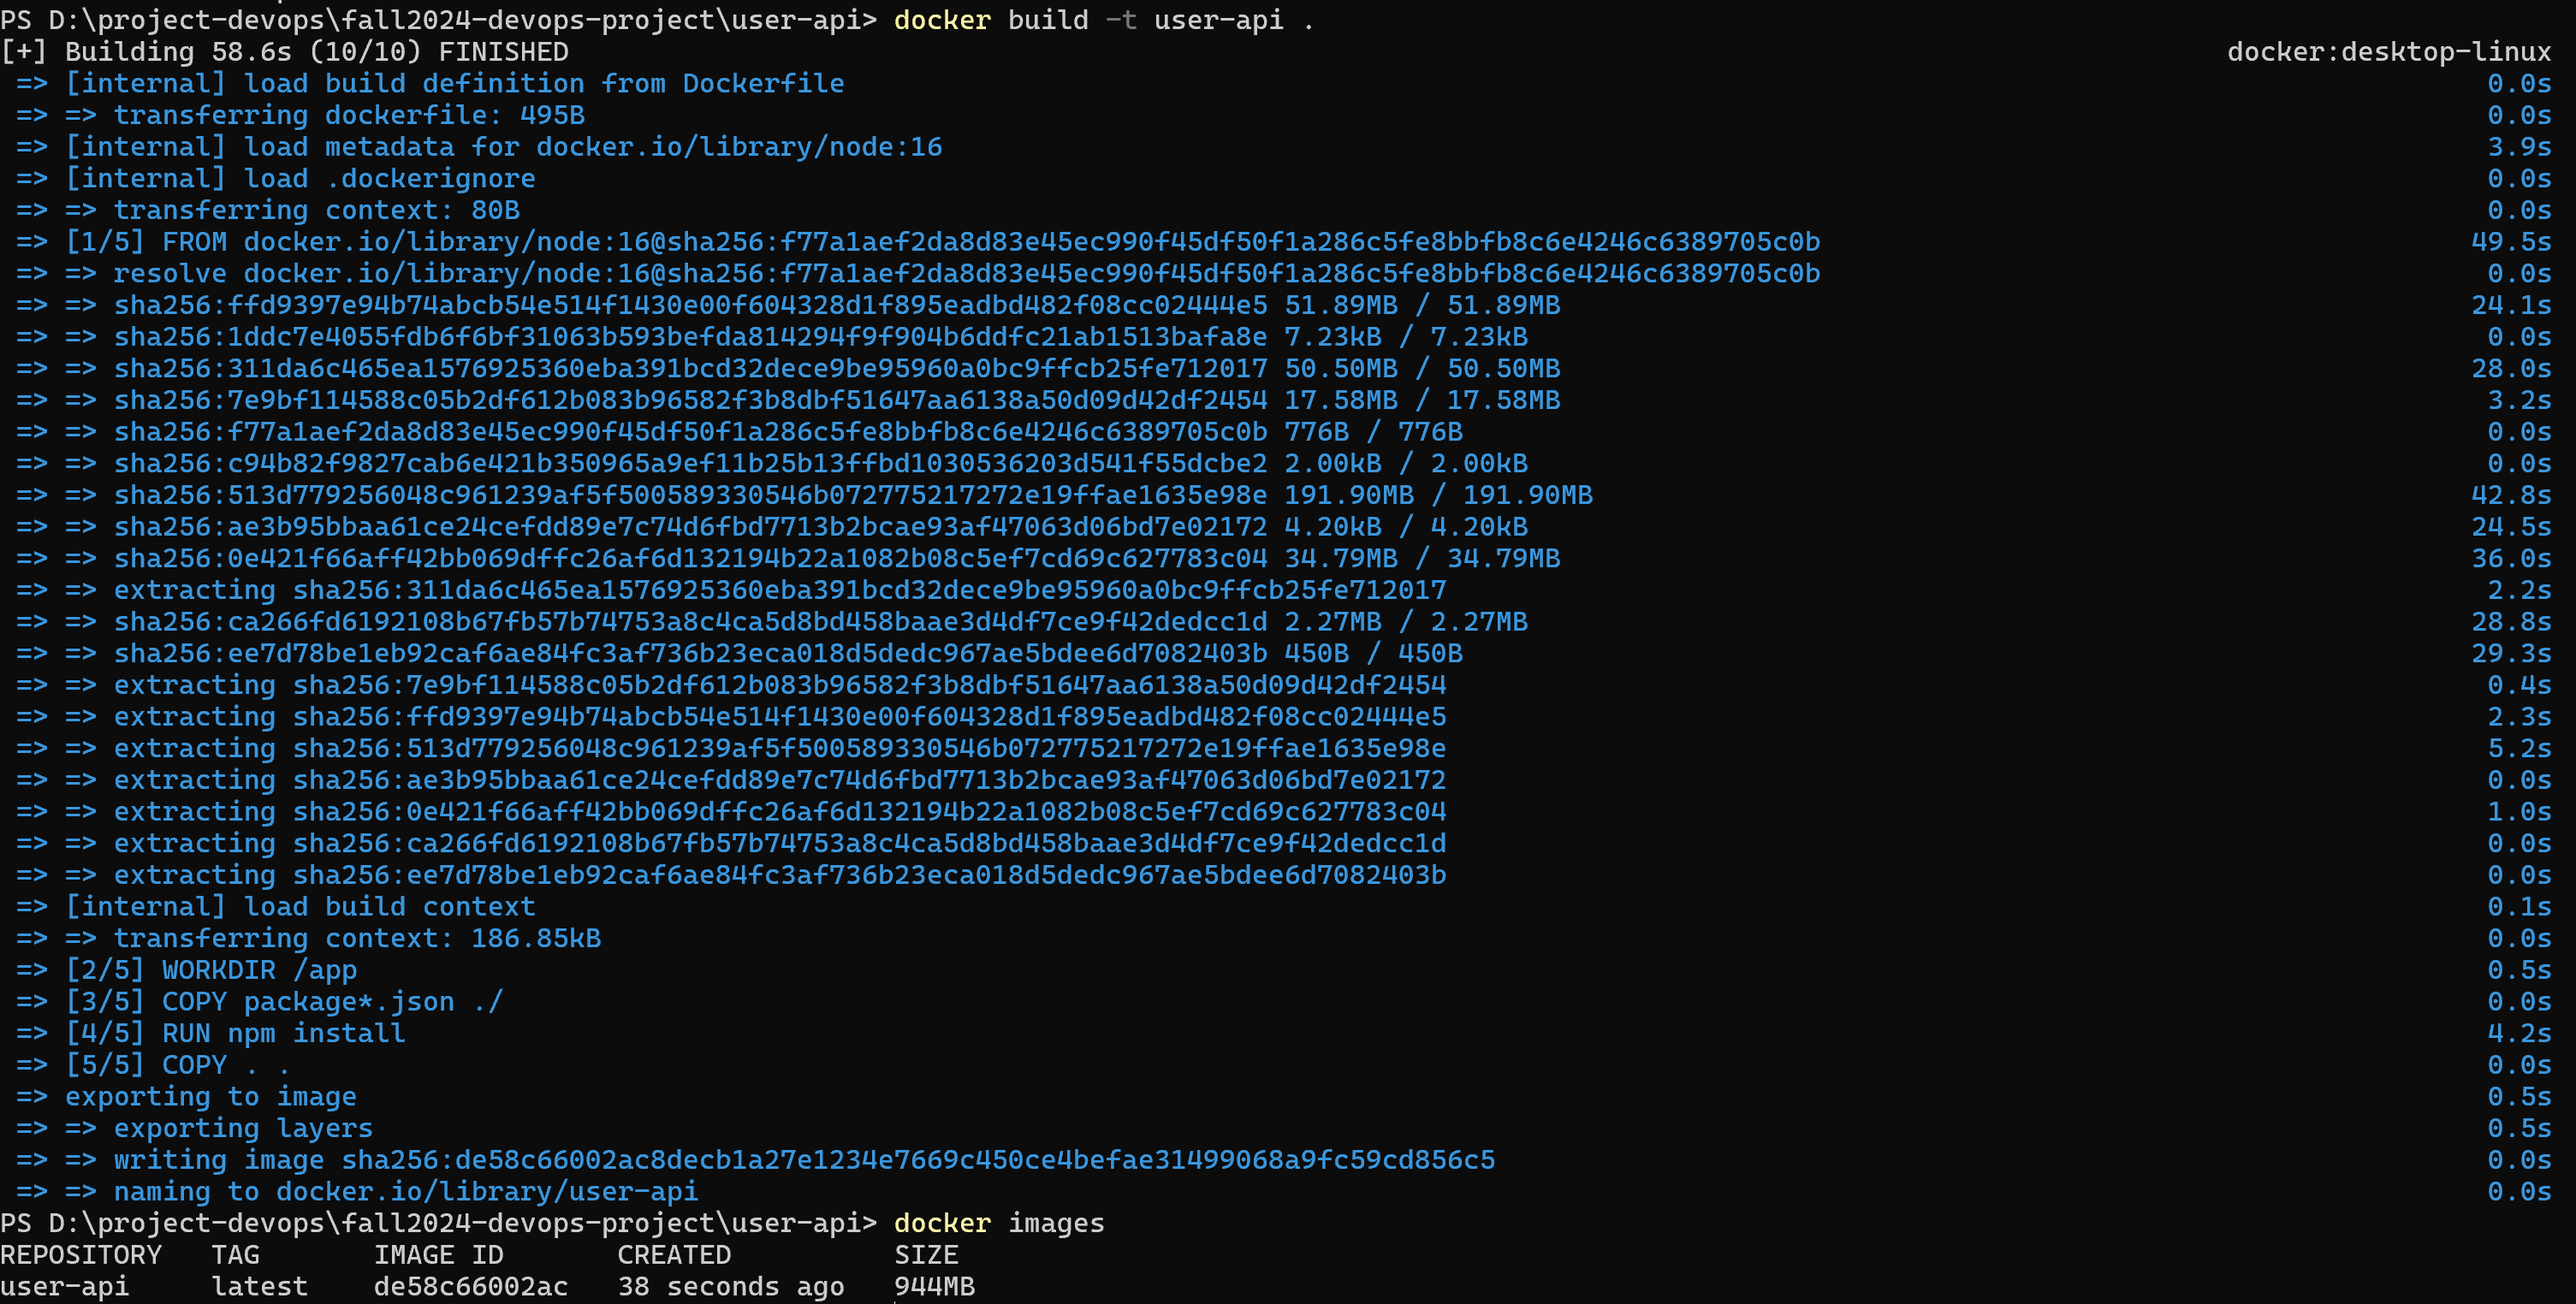 PS D:\project-devops\fall2024-devops-project\user-api> docker build -t user-api .
[+] Building 58.6s (10/10) FINISHED docker:desktop-linux
=> [internal] load build definition from Dockerfile 0.0s
=> => transferring dockerfile: 495B 0.0s
=> [internal] load metadata for docker.io/library/node:16 3.9s
=> [internal] load .dockerignore 0.0s
=> => transferring context: 80B 0.0s
=> [1/5] FROM docker.io/library/node:16@sha256:f77a1aef2da8d83e45ec990f45df50f1a286c5fe8bbfb8c6e4246c6389705c0b 49.5s
=> => resolve docker.io/library/node:16@sha256:f77a1aef2da8d83e45ec990f45df50f1a286c5fe8bbfb8c6e4246c6389705c0b 0.0s
=> => sha256:ffd9397e94b74abcb54e514f1430e00f604328d1f895eadbd482f08cc02444e5 51.89MB / 51.89MB 24.1s
=> => sha256:1ddc7e4055fdb6f6bf31063b593befda814294f9f904b6ddfc21ab1513bafa8e 7.23kB / 7.23kB 0.0s
=> => sha256:311da6c465ea1576925360eba391bcd32dece9be95960a0bc9ffcb25fe712017 50.50MB / 50.50MB 28.0s
=> => sha256:7e9bf114588c05b2df612b083b96582f3b8dbf51647aa6138a50d09d42df2454 17.58MB / 17.58MB 3.2s
=> => sha256:f77a1aef2da8d83e45ec990f45df50f1a286c5fe8bbfb8c6e4246c6389705c0b 776B / 776B 0.0s
=> => sha256:c94b82f9827cab6e421b350965a9ef11b25b13ffbd1030536203d541f55dcbe2 2.00kB / 2.00kB 0.0s
=> => sha256:513d779256048c961239af5f500589330546b072775217272e19ffae1635e98e 191.90MB / 191.90MB 42.8s
=> => sha256:ae3b95bbaa61ce24cefdd89e7c74d6fbd7713b2bcae93af47063d06bd7e02172 4.20kB / 4.20kB 24.5s
=> => sha256:0e421f66aff42bb069dffc26af6d132194b22a1082b08c5ef7cd69c627783c04 34.79MB / 34.79MB 36.0s
=> => extracting sha256:311da6c465ea1576925360eba391bcd32dece9be95960a0bc9ffcb25fe712017 2.2s
=> => sha256:ca266fd6192108b67fb57b74753a8c4ca5d8bd458baae3d4df7ce9f42dedcc1d 2.27MB / 2.27MB 28.8s
=> => sha256:ee7d78be1eb92caf6ae84fc3af736b23eca018d5dedc967ae5bdee6d7082403b 450B / 450B 29.3s
=> => extracting sha256:7e9bf114588c05b2df612b083b96582f3b8dbf51647aa6138a50d09d42df2454 0.4s
=> => extracting sha256:ffd9397e94b74abcb54e514f1430e00f604328d1f895eadbd482f08cc02444e5 2.3s
=> => extracting sha256:513d779256048c961239af5f500589330546b072775217272e19ffae1635e98e 5.2s
=> => extracting sha256:ae3b95bbaa61ce24cefdd89e7c74d6fbd7713b2bcae93af47063d06bd7e02172 0.0s
=> => extracting sha256:0e421f66aff42bb069dffc26af6d132194b22a1082b08c5ef7cd69c627783c04 1.0s
=> => extracting sha256:ca266fd6192108b67fb57b74753a8c4ca5d8bd458baae3d4df7ce9f42dedcc1d 0.0s
=> => extracting sha256:ee7d78be1eb92caf6ae84fc3af736b23eca018d5dedc967ae5bdee6d7082403b 0.0s
=> [internal] load build context 0.1s
=> => transferring context: 186.85kB 0.0s
=> [2/5] WORKDIR /app 0.5s
=> [3/5] COPY package*.json ./ 0.0s
=> [4/5] RUN npm install 4.2s
=> [5/5] COPY . . 0.0s
=> exporting to image 0.5s
=> => exporting layers 0.5s
=> => writing image sha256:de58c66002ac8decb1a27e1234e7669c450ce4befae31499068a9fc59cd856c5 0.0s
=> => naming to docker.io/library/user-api 0.0s
PS D:\project-devops\fall2024-devops-project\user-api> docker images
REPOSITORY TAG IMAGE ID CREATED SIZE
user-api latest de58c66002ac 38 seconds ago 944MB